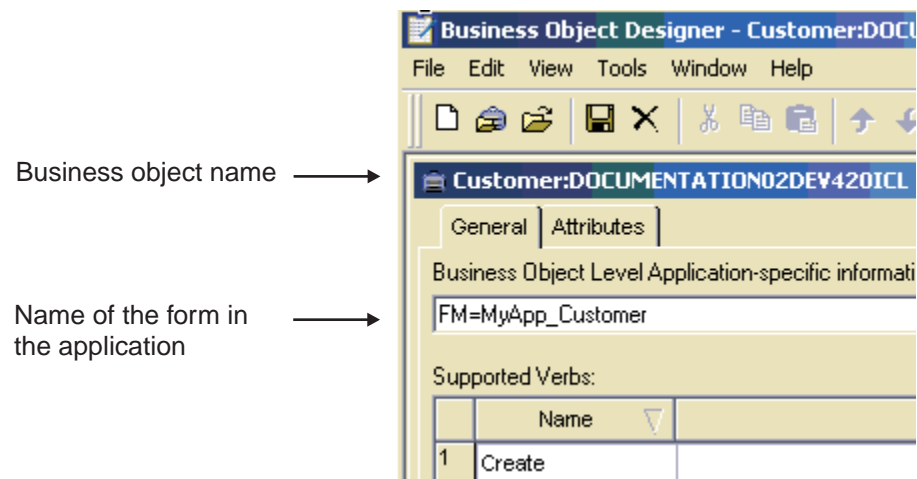 Business Object Designer - Customer:DOCU
File Edit View Tools Window Help
Business object name
Customer:DOCUMENTATION02DEV420ICL
General Attributes
Business Object Level Application-specific informati
Name of the form in
the application
FM=MyApp_Customer
Supported Verbs:
Name
1 Create